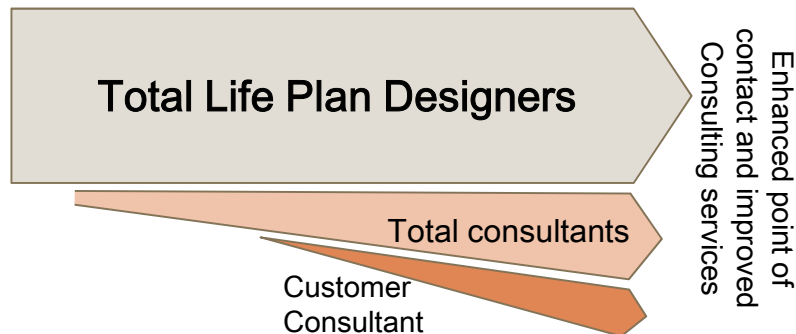 Total Life Plan Designers
Total consultants
Customer
Consultant
Enhanced point of
contact and improved
Consulting services